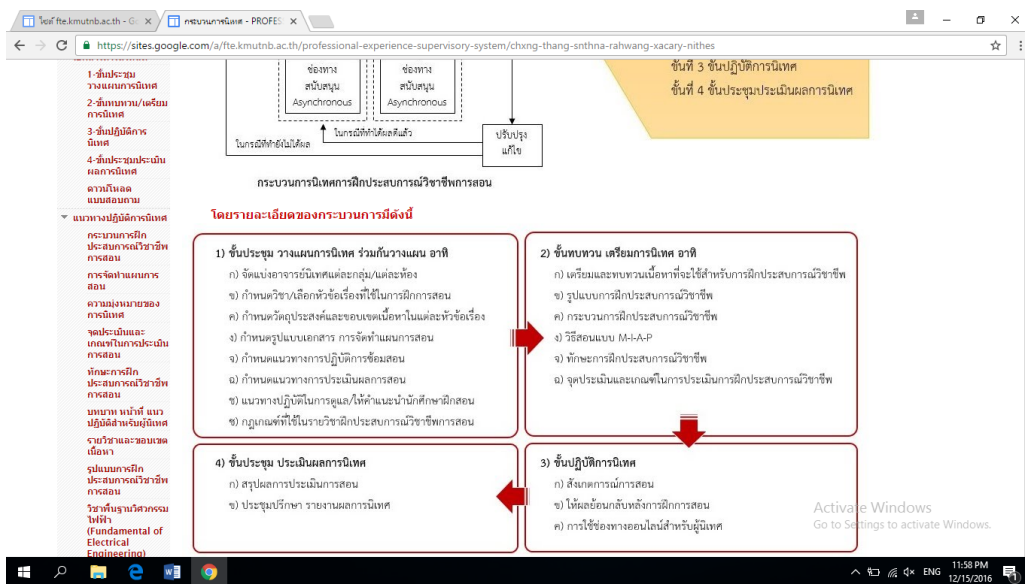 ไซต์ fte.kmutnb.ac.th - Go
กระบวนการนิเทศ - PROFES
https://sites.google.com/a/fte.kmutnb.ac.th/professional-experience-supervisory-system/chxng-thang-snthna-rahwang-xacary-nithes
1-ขั้นประชุม
วางแผนการนิเทศ
2-ขั้นทบทวน/เตรียม
การนิเทศ
3-ขั้นปฏิบัติการ
นิเทศ
4-ขั้นประชุมประเมิน
ผลการนิเทศ
ดาวน์โหลด
แบบสอบถาม
แนวทางปฏิบัติการนิเทศ
กระบวนการฝึก
ประสบการณ์วิชาชีพ
การสอน
การจัดทำแผนการ
สอน
ความมุ่งหมายของ
การนิเทศ
จุดประเมินและ
เกณฑ์ในการประเมิน
การสอน
ทักษะการฝึก
ประสบการณ์วิชาชีพ
การสอน
บทบาท หน้าที่ แนว
ปฏิบัติสำหรับผู้นิเทศ
รายวิชาและขอบเขต
เนื้อหา
รูปแบบการฝึก
ประสบการณ์วิชาชีพ
การสอน
วิชาพื้นฐานวิศวกรรม
ไฟฟ้า
(Fundamental of
Electrical
Engineering)
ช่องทาง
สนับสนุน
Asynchronous
ช่องทาง
สนับสนุน
Asynchronous
ในกรณีที่ทำได้ผลดีแล้ว
ในกรณีที่ทำยังไม่ได้ผล
ปรับปรุง
แก้ไข
ขั้นที่ 3 ขั้นปฏิบัติการนิเทศ
ขั้นที่ 4 ขั้นประชุมประเมินผลการนิเทศ
กระบวนการนิเทศการฝึกประสบการณ์วิชาชีพการสอน
โดยรายละเอียดของกระบวนการมีดังนี้
1) ขั้นประชุม วางแผนการนิเทศ ร่วมกันวางแผน อาทิ
ก) จัดแบ่งอาจารย์นิเทศแต่ละกลุ่ม/แต่ละห้อง
ข) กำหนดวิชา/เลือกหัวข้อเรื่องที่ใช้ในการฝึกการสอน
ค) กำหนดวัตถุประสงค์และขอบเขตเนื้อหาในแต่ละหัวข้อเรื่อง
ง) กำหนดรูปแบบเอกสาร การจัดทำแผนการสอน
จ) กำหนดแนวทางการปฏิบัติการซ้อมสอน
ฉ) กำหนดแนวทางการประเมินผลการสอน
ช) แนวทางปฏิบัติในการดูแล/ให้คำแนะนำนักศึกษาฝึกสอน
ซ) กฎเกณฑ์ที่ใช้ในรายวิชาฝึกประสบการณ์วิชาชีพการสอน
2) ขั้นทบทวน เตรียมการนิเทศ อาทิ
ก) เตรียมและทบทวนเนื้อหาที่จะใช้สำหรับการฝึกประสบการณ์วิชาชีพ
ข) รูปแบบการฝึกประสบการณ์วิชาชีพ
ค) กระบวนการฝึกประสบการณ์วิชาชีพ
ง) วิธีสอนแบบ M-I-A-P
จ) ทักษะการฝึกประสบการณ์วิชาชีพ
ฉ) จุดประเมินและเกณฑ์ในการประเมินการฝึกประสบการณ์วิชาชีพ
4) ขั้นประชุม ประเมินผลการนิเทศ
ก) สรุปผลการประเมินการสอน
ข) ประชุมปรึกษา รายงานผลการนิเทศ
3) ขั้นปฏิบัติการนิเทศ
ก) สังเกตการณ์การสอน
ข) ให้ผลย้อนกลับหลังการฝึกการสอน
ค) การใช้ช่องทางออนไลน์สำหรับผู้นิเทศ
Activate Windows
Go to Settings to activate Windows.
ENG
11:58 PM
12/15/2016